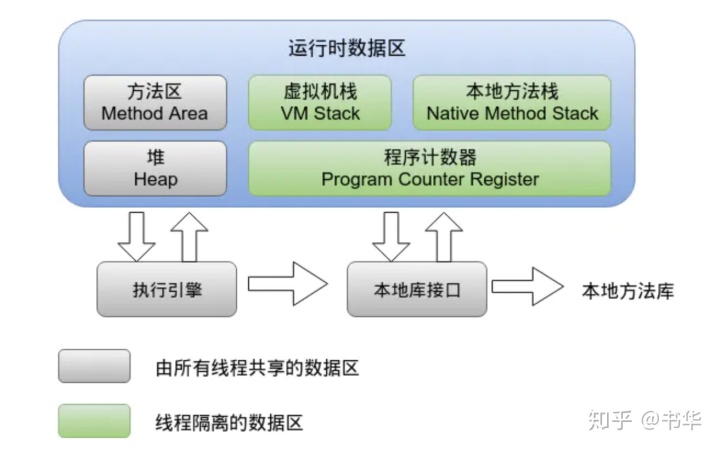 运行时数据区
方法区
Method Area
虚拟机栈
VM Stack
本地方法栈
Native Method Stack
堆
Heap
程序计数器
Program Counter Register
执行引擎
本地库接口
本地方法库
由所有线程共享的数据区
线程隔离的数据区
知乎 @书华